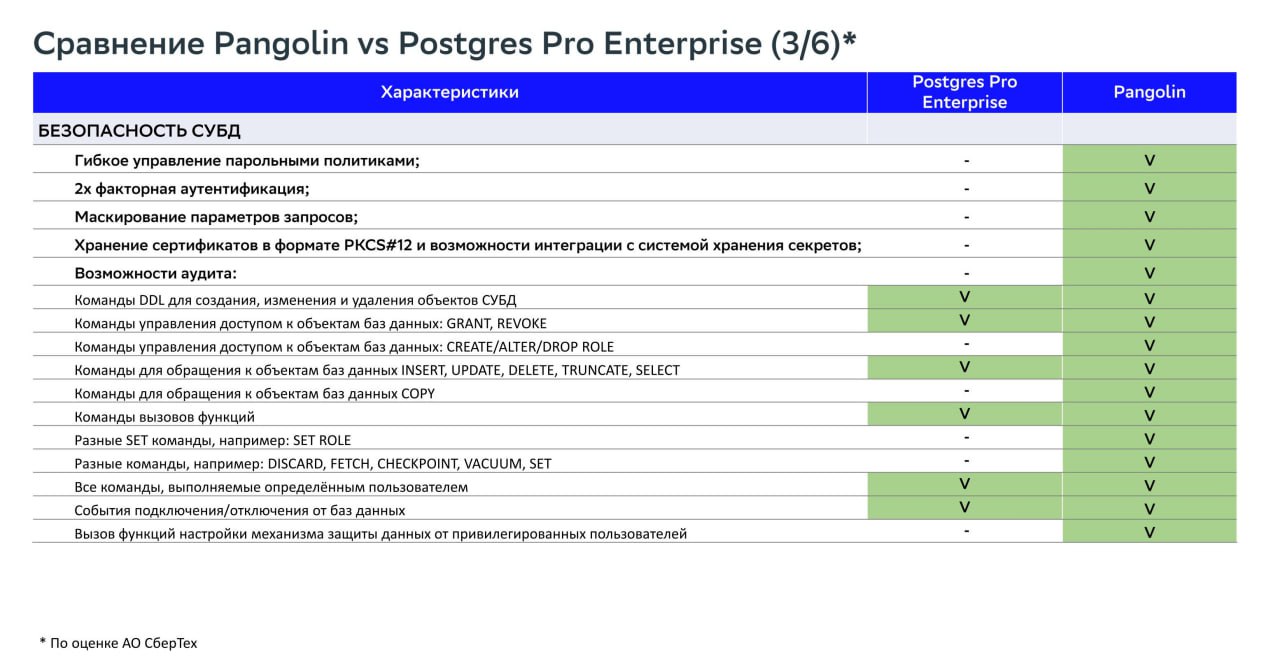 Сравнение Pangolin vs Postgres Pro Enterprise (3/6)*
Характеристики Postgres Pro Enterprise Pangolin
БЕЗОПАСНОСТЬ СУБД
Гибкое управление парольными политиками; - V
2х факторная аутентификация; - V
Маскирование параметров запросов; - V
Хранение сертификатов в формате PKCS#12 и возможности интеграции с системой хранения секретов; - V
Возможности аудита: - V
Команды DDL для создания, изменения и удаления объектов СУБД V V
Команды управления доступом к объектам баз данных: GRANT, REVOKE V V
Команды управления доступом к объектам баз данных: CREATE/ALTER/DROP ROLE - V
Команды для обращения к объектам баз данных INSERT, UPDATE, DELETE, TRUNCATE, SELECT V V
Команды для обращения к объектам баз данных COPY - V
Команды вызовов функций V V
Разные SET команды, например: SET ROLE - V
Разные команды, например: DISCARD, FETCH, CHECKPOINT, VACUUM, SET - V
Все команды, выполняемые определённым пользователем V V
События подключения/отключения от баз данных V V
Вызов функций настройки механизма защиты данных от привилегированных пользователей - V
* По оценке АО СберТех